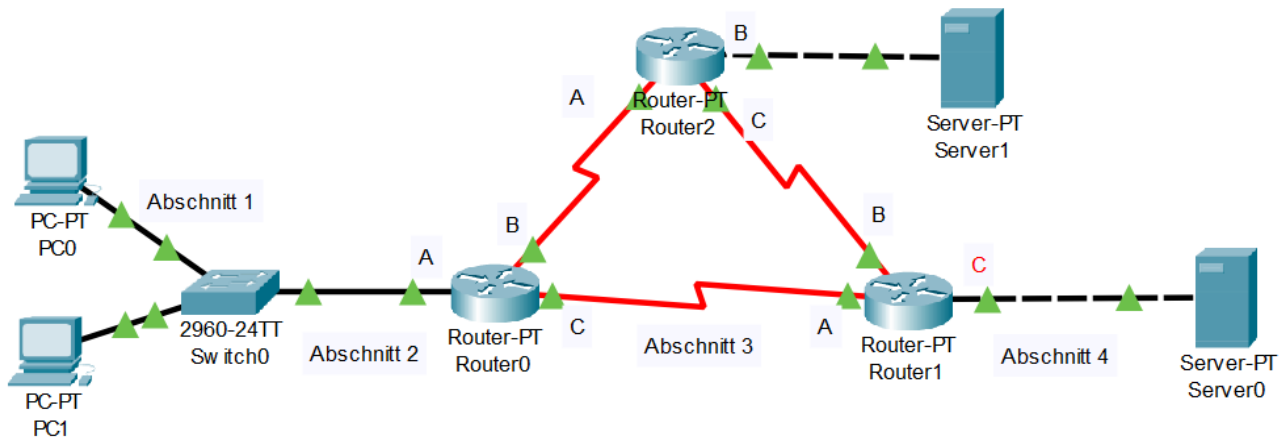 B
A
Router-PT
Router2
C
Server-PT
Server1
Abschnitt 1
PC-PT
PC0
B
B
A
C
2960-24TT
Switch0
Abschnitt 2
Router-PT
Router0
C
Abschnitt 3
A
Router-PT
Router1
Abschnitt 4
Server-PT
Server0
PC-PT
PC1